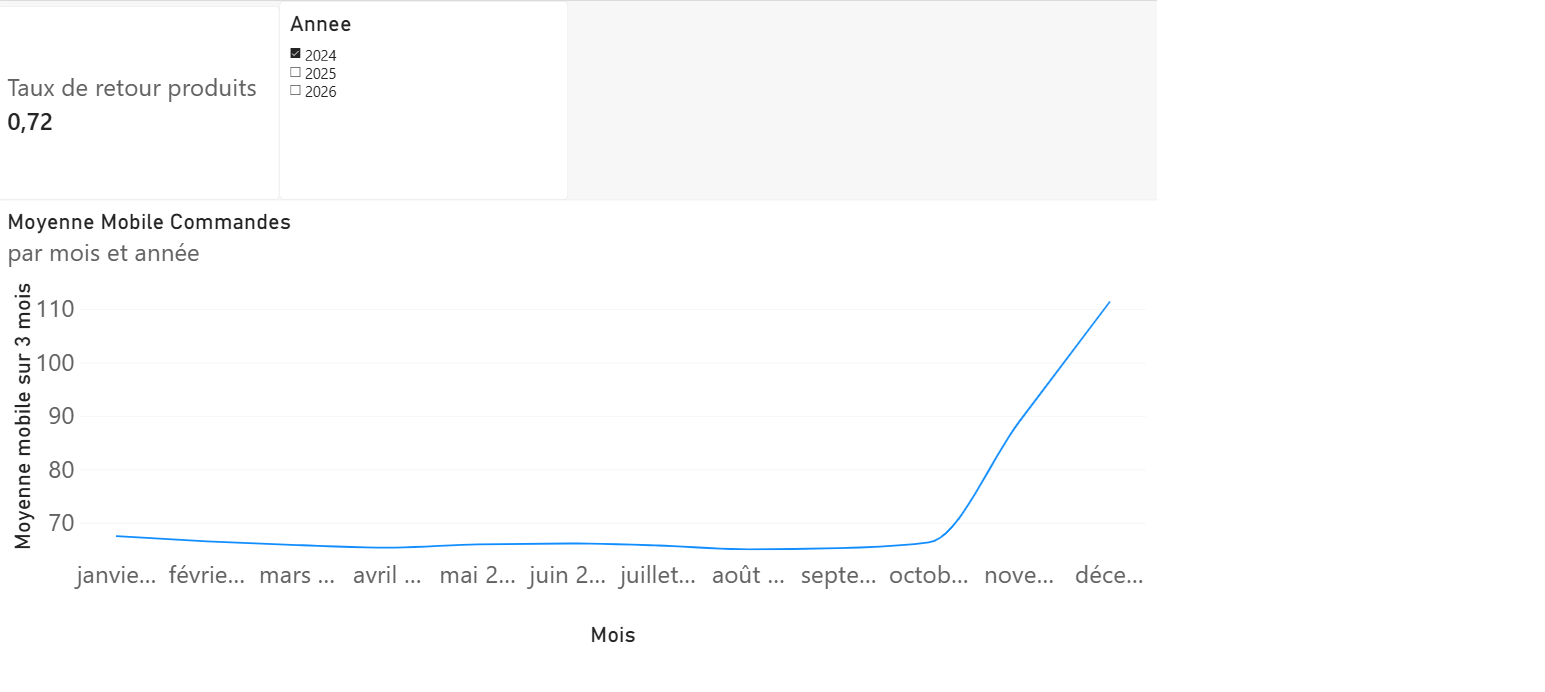 Taux de retour produits
0,72
Annee
2024
2025
2026
Moyenne Mobile Commandes
par mois et année
Moyenne mobile sur 3 mois
110
100
90
80
70
janvie... févrie... mars ... avril ... mai 2... juin 2... juillet... août ... septe... octob... nove... déce...
Mois